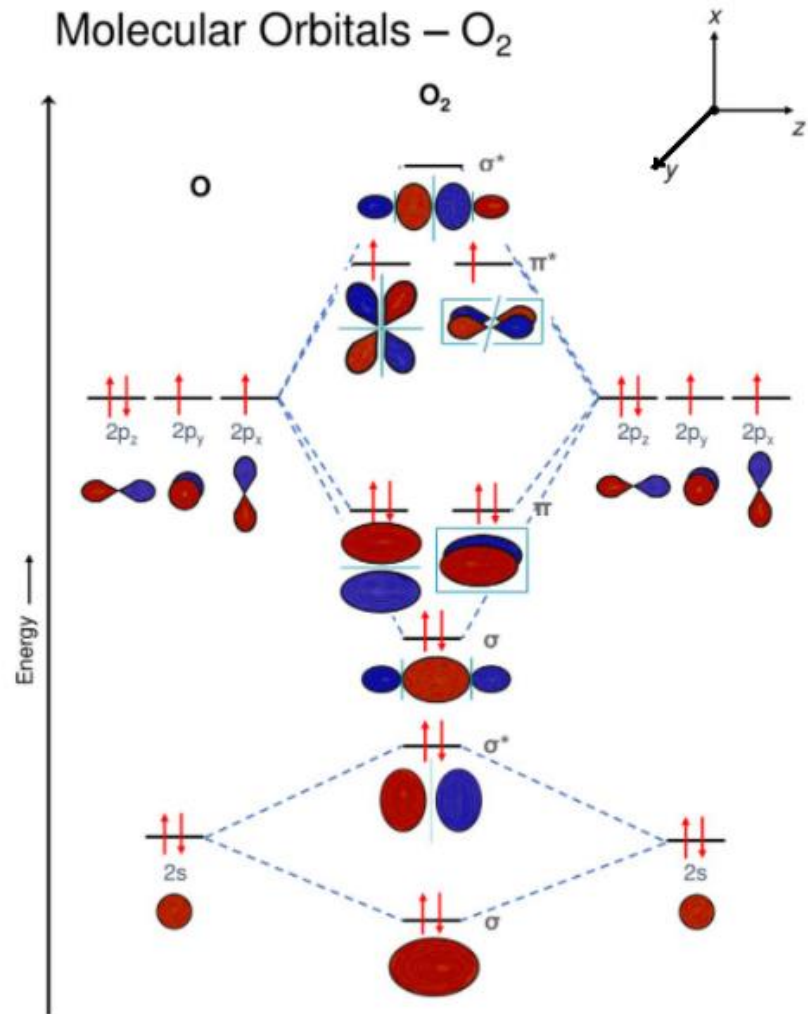 Molecular Orbitals – O₂
x
z
y
O₂
O
σ*
π*
2pz 2py 2px
2pz 2py 2px
π
σ
σ*
2s
2s
σ
Energy →